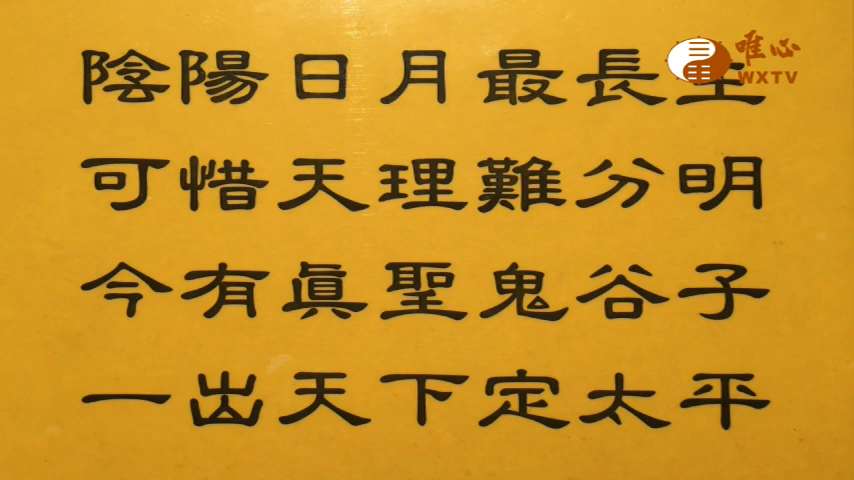 陰陽日月最長生
可惜天理難分明
今有眞聖鬼谷子
一出天下定太平
唯心
WXTV